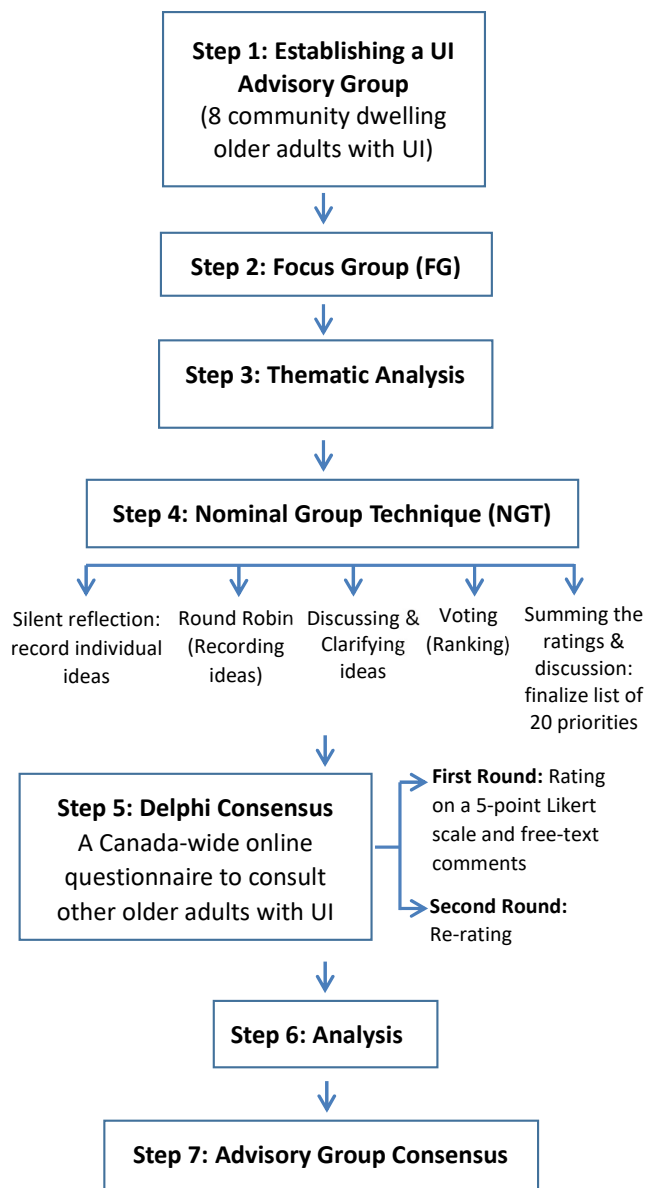 Step 1: Establishing a UI
Advisory Group
(8 community dwelling
older adults with UI)
Step 2: Focus Group (FG)
Step 3: Thematic Analysis
Step 4: Nominal Group Technique (NGT)
Silent reflection:
record individual
ideas
Round Robin
(Recording
ideas)
Discussing &
Clarifying
ideas
Voting
(Ranking)
Summing the
ratings &
discussion:
finalize list of
20 priorities
Step 5: Delphi Consensus
A Canada-wide online
questionnaire to consult
other older adults with UI
First Round: Rating
on a 5-point Likert
scale and free-text
comments
Second Round:
Re-rating
Step 6: Analysis
Step 7: Advisory Group Consensus